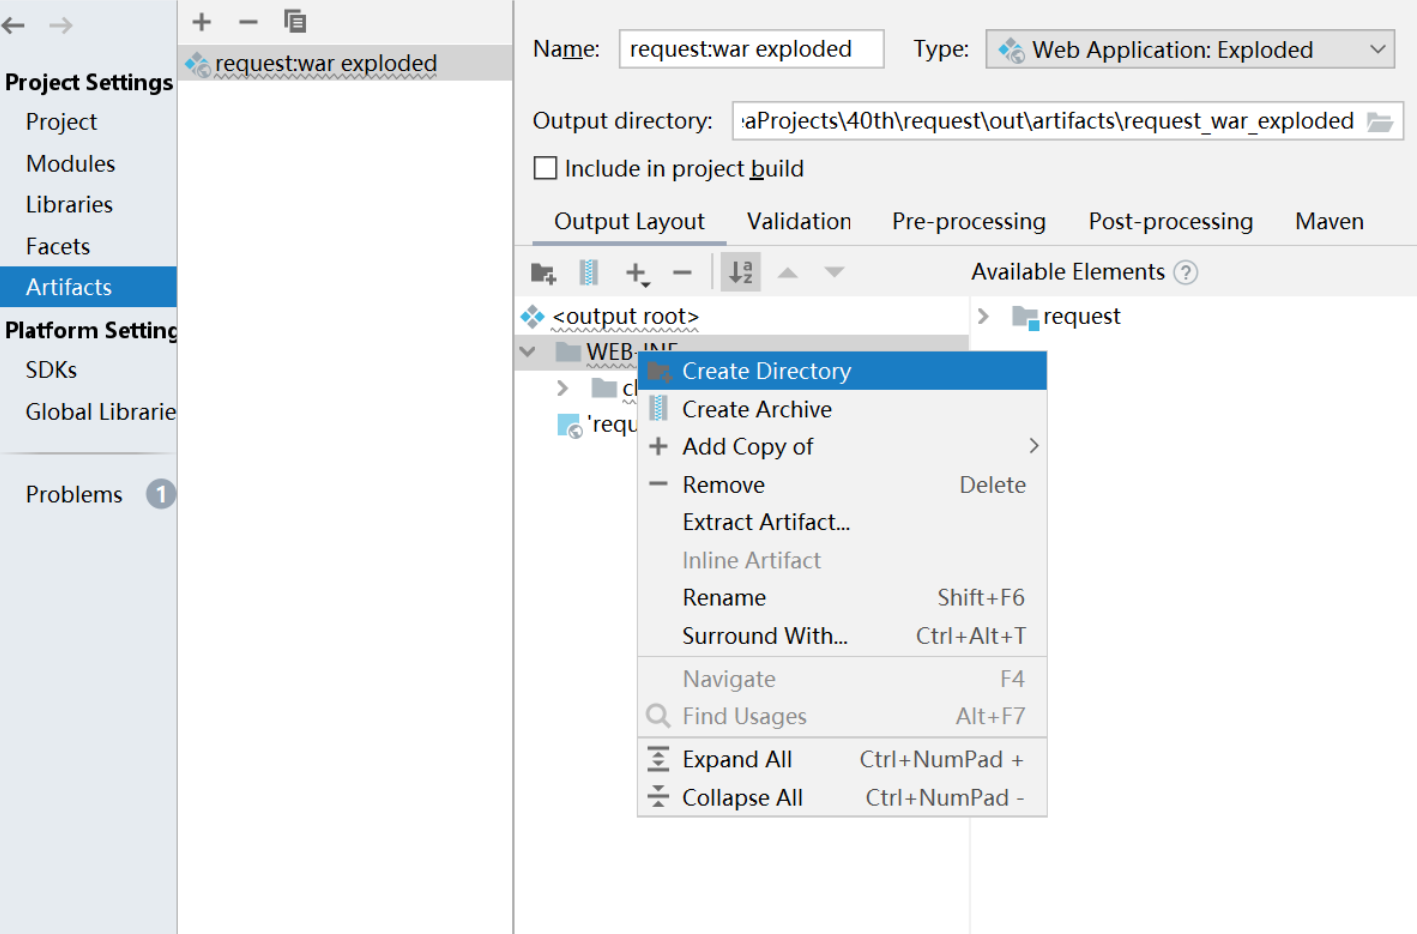 Project Settings
Project
Modules
Libraries
Facets
Artifacts
Platform Setting
SDKs
Global Librarie
Problems 1
request:war exploded
Name: request:war exploded Type: Web Application: Exploded
Output directory: aProjects\40th\request\out\artifacts\request_war_exploded
Include in project build
Output Layout Validation Pre-processing Post-processing Maven
Available Elements ?
<output root>
request
WEB-INF
cl
'requ
Create Directory
Create Archive
Add Copy of
Remove Delete
Extract Artifact...
Inline Artifact
Rename Shift+F6
Surround With... Ctrl+Alt+T
Navigate F4
Find Usages Alt+F7
Expand All Ctrl+NumPad +
Collapse All Ctrl+NumPad -